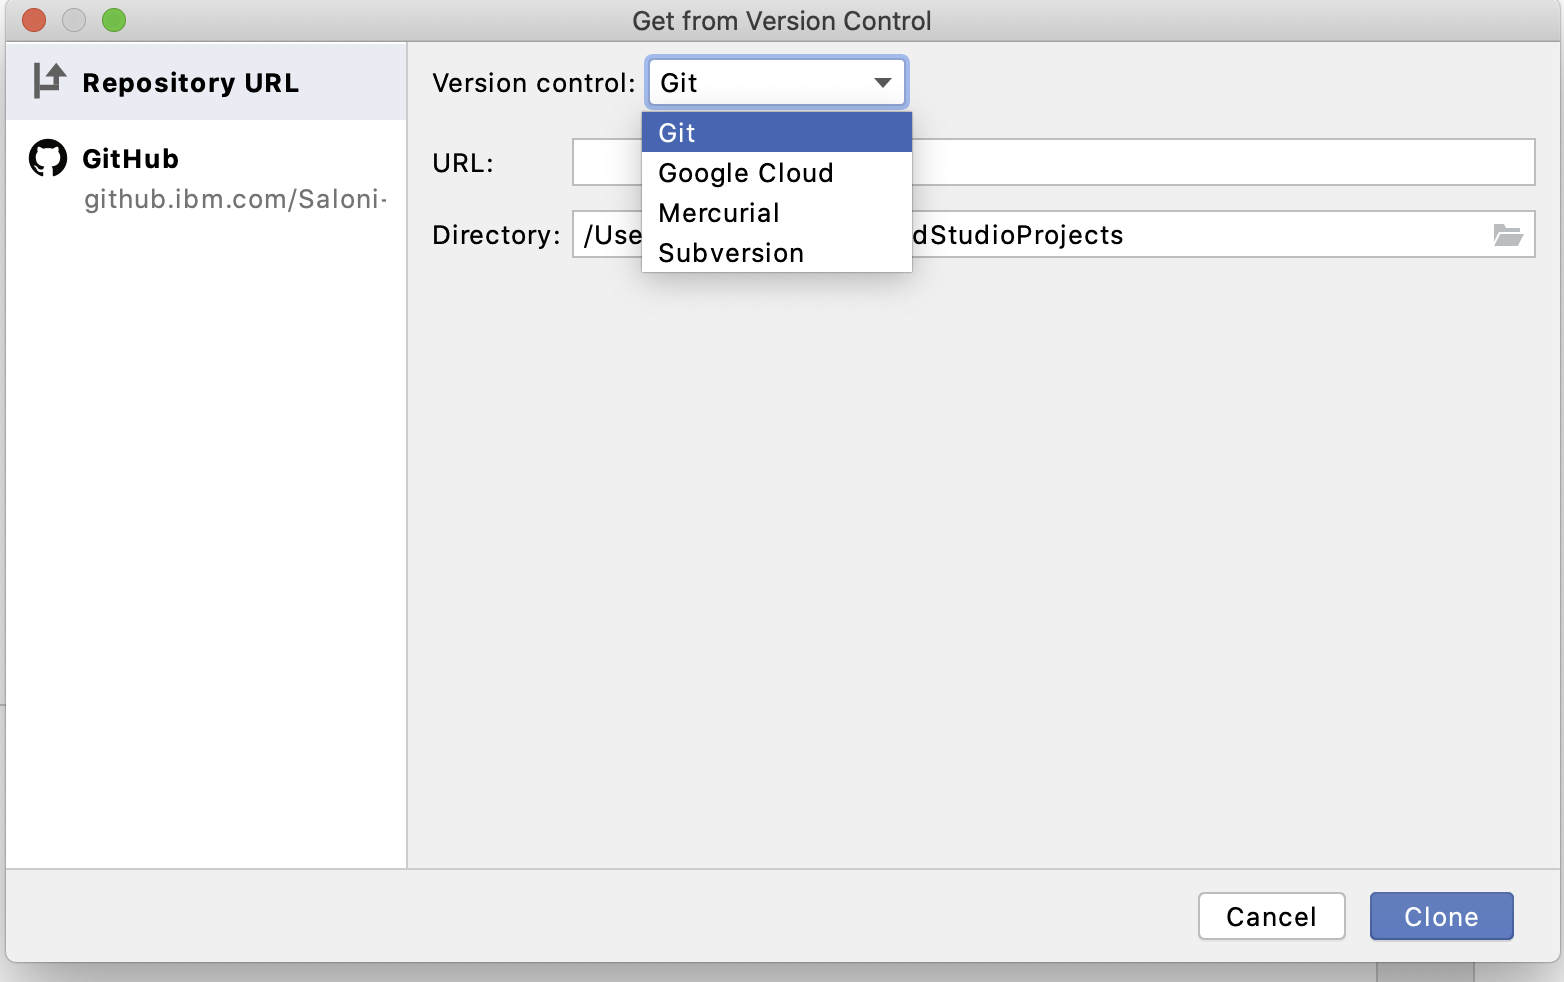 Get from Version Control
Repository URL
GitHub
github.ibm.com/Saloni-
Version control: Git
Git
Google Cloud
Mercurial
Subversion
URL:
Directory: /Use dStudioProjects
Cancel
Clone